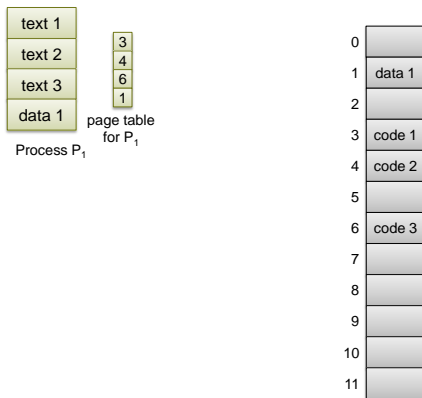 text 1
text 2
text 3
data 1
Process P1
3
4
6
1
page table
for P1
0
1 data 1
2
3 code 1
4 code 2
5
6 code 3
7
8
9
10
11